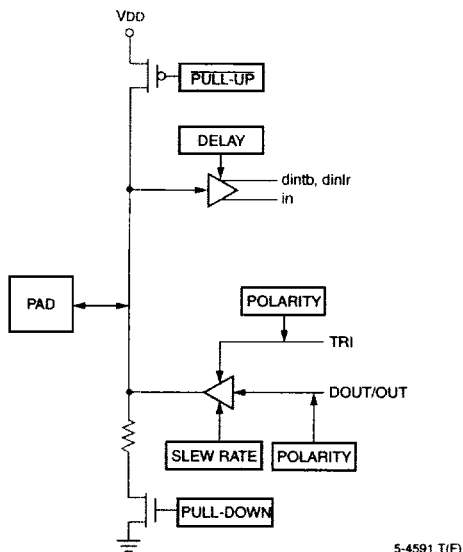 VDD
PULL-UP
DELAY
dintb, dinlr
in
PAD
POLARITY
TRI
DOUT/OUT
SLEW RATE
POLARITY
PULL-DOWN
5-4591.T(F)